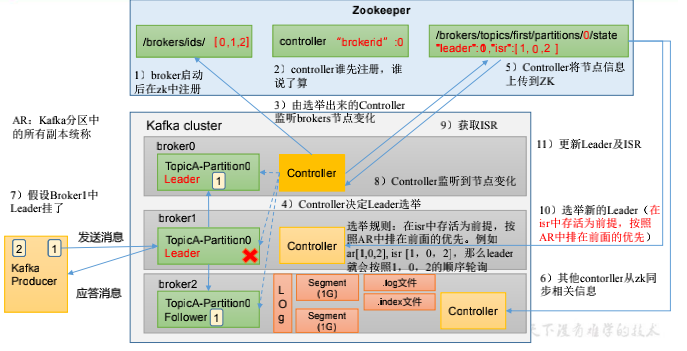 Zookeeper
/brokers/ids/ [0,1,2]
controller "brokerid" :0
/brokers/topics/first/partitions/0/state
"leader":0 ,"isr":[1, 0 ,2 ]
1）broker启动
后在zk中注册
2）controller谁先注册，谁
说了算
5）Controller将节点信息
上传到ZK
3）由选举出来的Controller
监听brokers节点变化
AR：Kafka分区中
的所有副本统称
Kafka cluster
9）获取ISR
11）更新Leader及ISR
broker0
TopicA-Partition0
Leader 1
Controller
8）Controller监听到节点变化
7）假设Broker1中
Leader挂了
4）Controller决定Leader选举
10）选举新的Leader（在
isr中存活为前提，按照
AR中排在前面的优先）
broker1
TopicA-Partition0
Leader
Controller
选举规则：在isr中存活为前提，按
照AR中排在前面的优先。例如
ar[1,0,2], isr [1，0，2]，那么leader
就会按照1，0，2的顺序轮询
发送消息
2 1
Kafka
Producer
应答消息
broker2
TopicA-Partition0
Follower 1
LOg
Segment
(1G)
Segment
(1G)
.log文件
.index文件
Controller
6）其他contorller从zk同
步相关信息